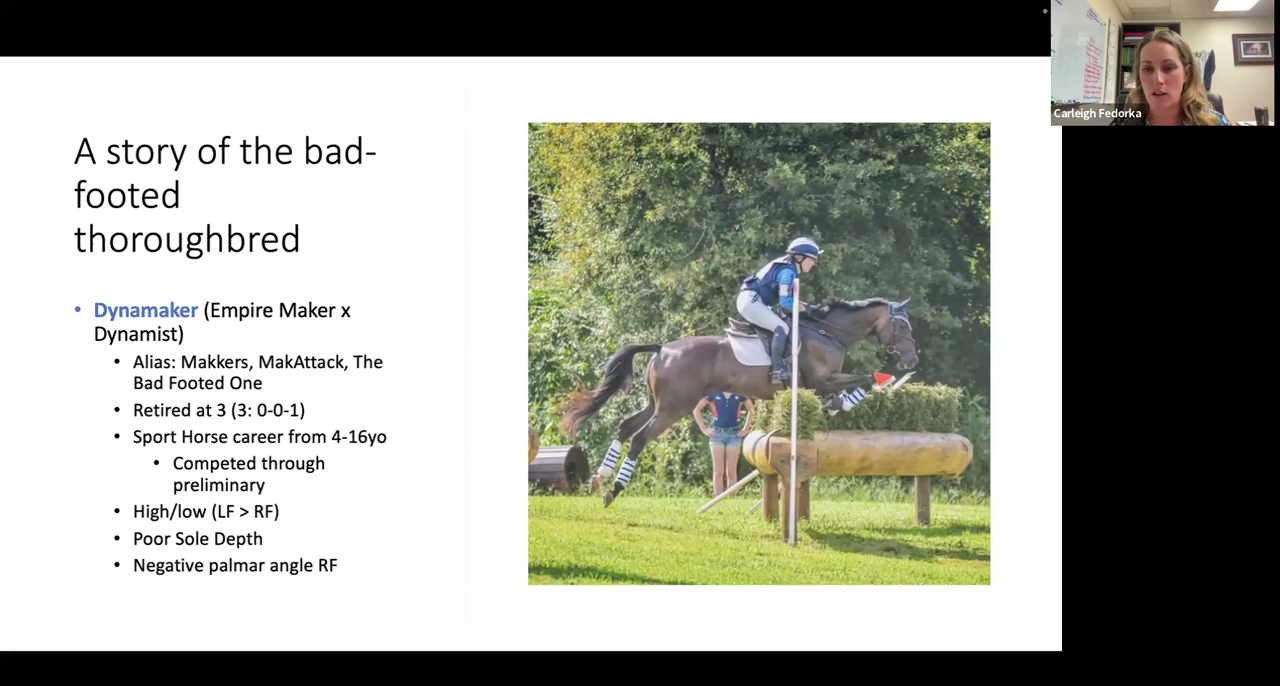 A story of the bad-
footed
thoroughbred
• Dynamaker (Empire Maker x
Dynamist)
• Alias: Makkers, MakAttack, The
Bad Footed One
• Retired at 3 (3: 0-0-1)
• Sport Horse career from 4-16yo
• Competed through
preliminary
• High/low (LF > RF)
• Poor Sole Depth
• Negative palmar angle RF
Carleigh Fedorka